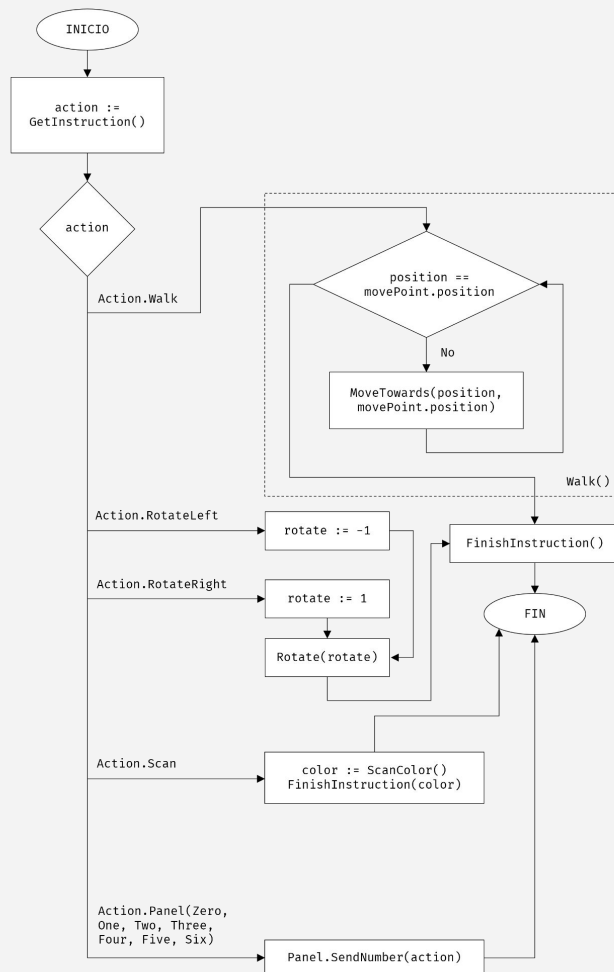 INICIO
action :=
GetInstruction()
action
Action.Walk
position ==
movePoint.position
No
MoveTowards(position,
movePoint.position)
Walk()
Action.RotateLeft
rotate := -1
FinishInstruction()
Action.RotateRight
rotate := 1
FIN
Rotate(rotate)
Action.Scan
color := ScanColor()
FinishInstruction(color)
Action.Panel(Zero,
One, Two, Three,
Four, Five, Six)
Panel.SendNumber(action)